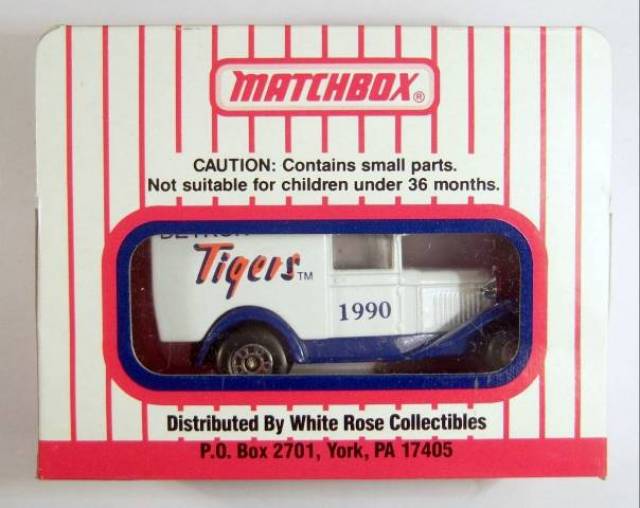 MATCHBOX®
CAUTION: Contains small parts.
Not suitable for children under 36 months.
DETROIT
Tigers™
1990
Distributed By White Rose Collectibles
P.O. Box 2701, York, PA 17405